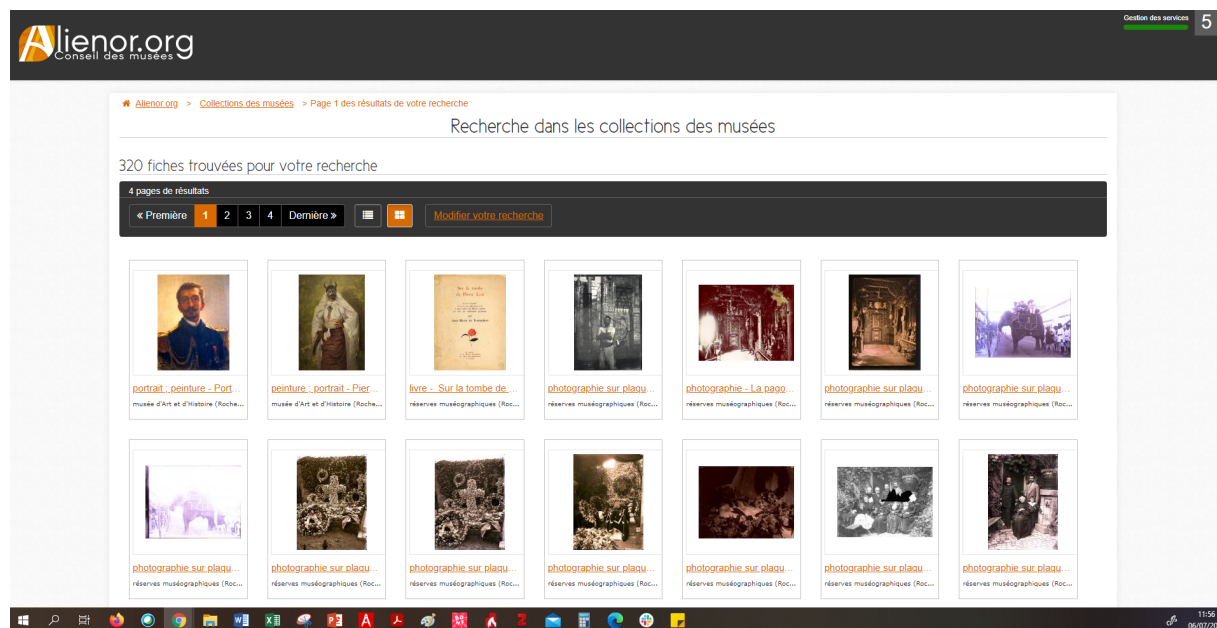 Gestion des services 5
Alienor.org
Conseil des musées
Alienor.org > Collections des musées > Page 1 des résultats de votre recherche
Recherche dans les collections des musées
320 fiches trouvées pour votre recherche
4 pages de résultats
« Première 1 2 3 4 Dernière » Modifier votre recherche
Sur la tombe
portrait ; peinture - Port...
musée d'Art et d'Histoire (Roche...
peinture ; portrait - Pier...
musée d'Art et d'Histoire (Roche...
livre - Sur la tombe de ...
réserves muséographiques (Roc...
photographie sur plaqu...
réserves muséographiques (Roc...
photographie - La pago...
réserves muséographiques (Roc...
photographie sur plaqu...
réserves muséographiques (Roc...
photographie sur plaqu...
réserves muséographiques (Roc...
photographie sur plaqu...
réserves muséographiques (Roc...
photographie sur plaqu...
réserves muséographiques (Roc...
photographie sur plaqu...
réserves muséographiques (Roc...
photographie sur plaqu...
réserves muséographiques (Roc...
photographie sur plaqu...
réserves muséographiques (Roc...
photographie sur plaqu...
réserves muséographiques (Roc...
photographie sur plaqu...
réserves muséographiques (Roc...
11:56
06/07/20